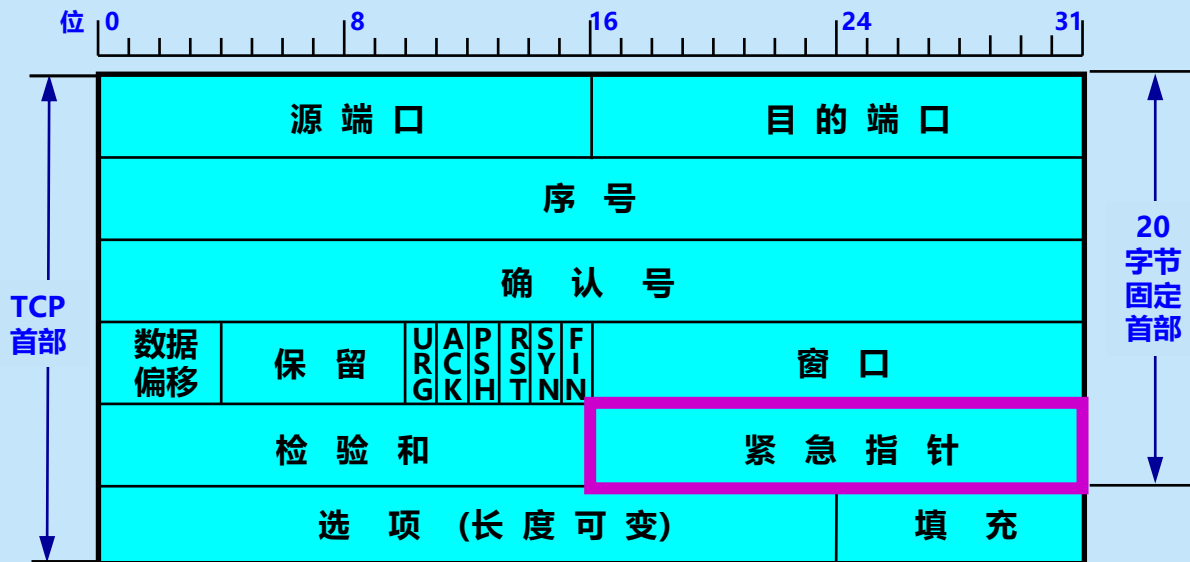 位 0 8 16 24 31
源 端 口 目 的 端 口
序 号
确 认 号
TCP
首部
20
字节
固定
首部
数据
偏移
保 留
URG
ACK
PSH
RST
SYN
FIN
窗 口
检 验 和 紧 急 指 针
选 项 (长 度 可 变) 填 充